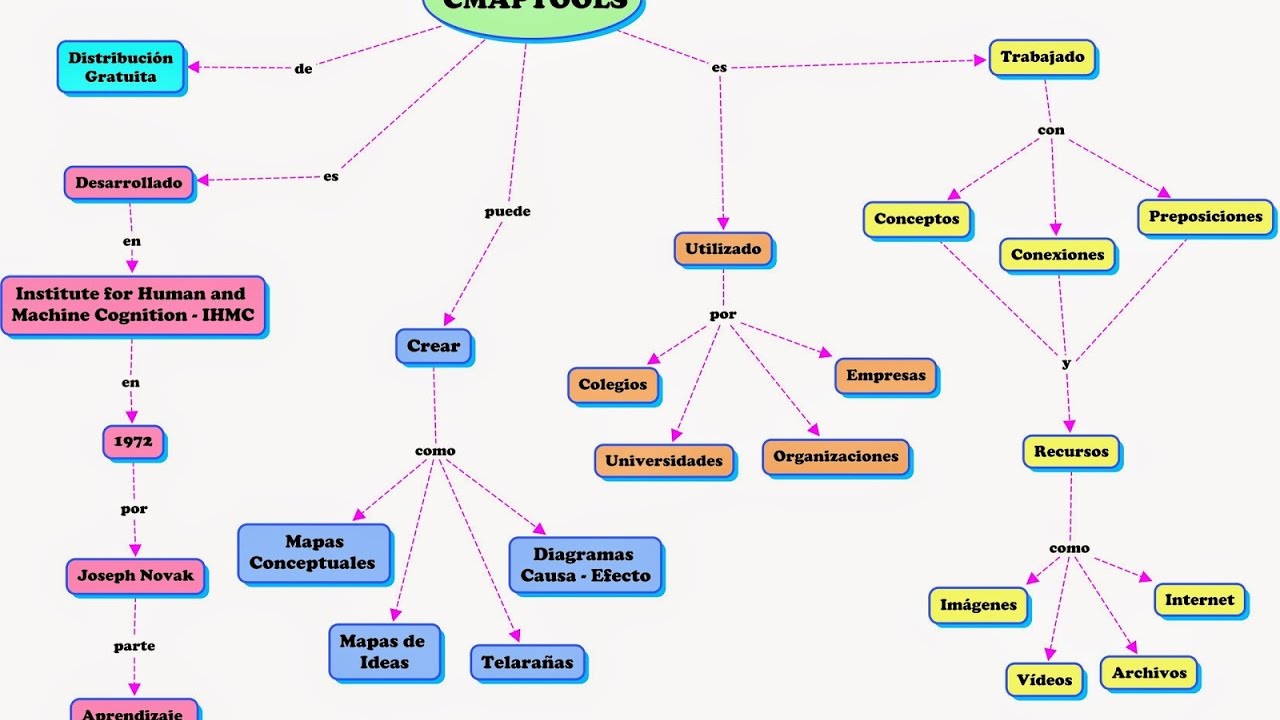 CMAPTOOLS
Distribución
Gratuita
de
es
Trabajado
con
Desarrollado
es
puede
Conceptos
Preposiciones
Conexiones
en
Utilizado
Institute for Human and
Machine Cognition - IHMC
por
Crear
y
Colegios
Empresas
en
1972
como
Universidades
Organizaciones
Recursos
por
Mapas
Conceptuales
Diagramas
Causa - Efecto
como
Joseph Novak
Imágenes
Internet
parte
Mapas de
Ideas
Telarañas
Vídeos
Archivos
Aprendizaje